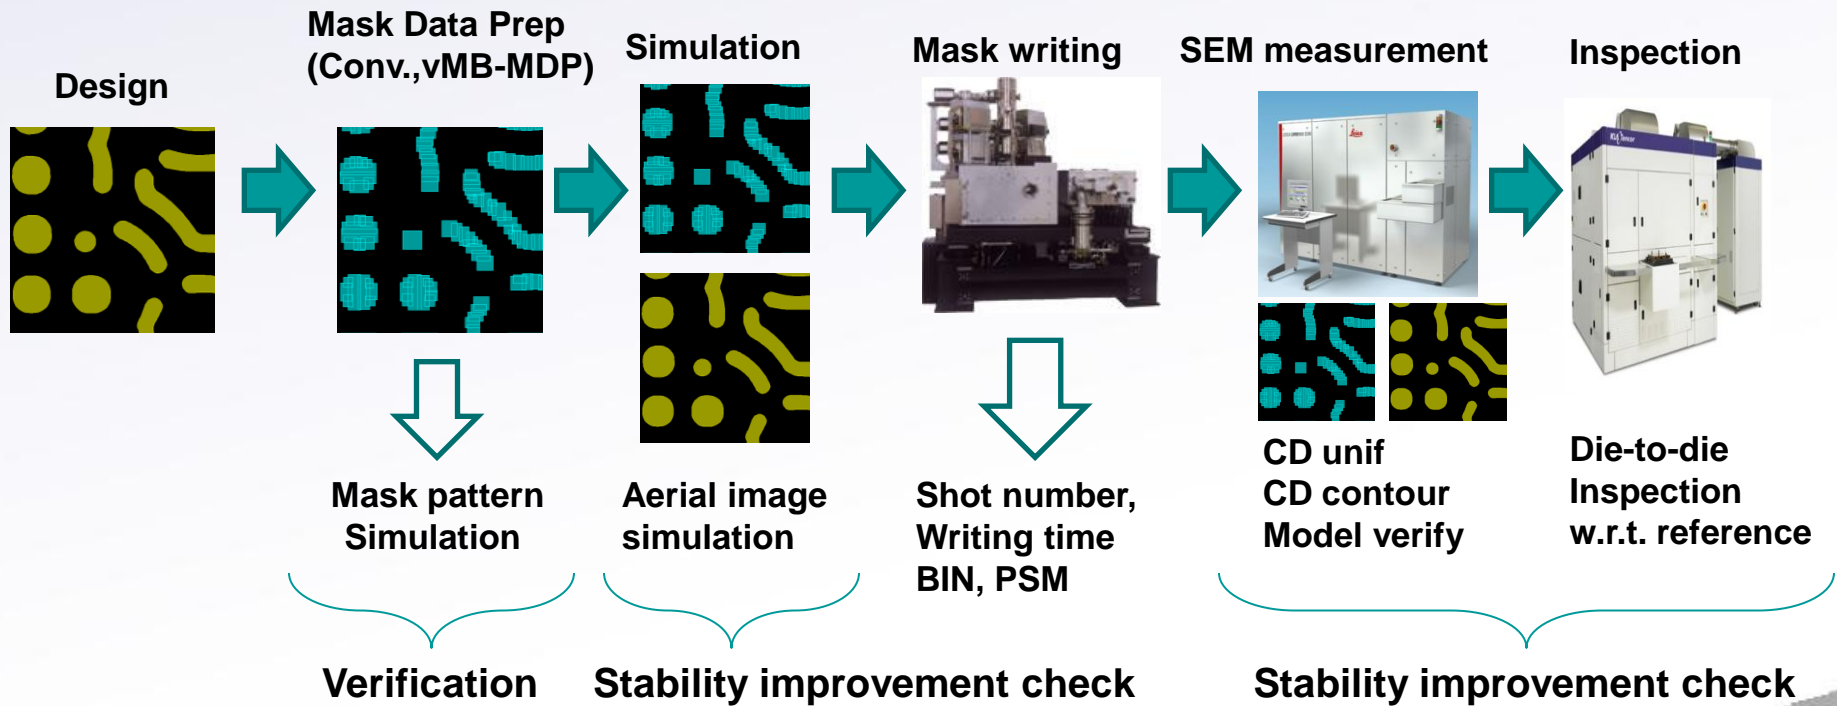 Design
Mask Data Prep
(Conv.,vMB-MDP)
Simulation
Mask writing
SEM measurement
Inspection
Leica
Mask pattern
Simulation
Aerial image
simulation
Shot number,
Writing time
BIN, PSM
CD unif
CD contour
Model verify
Die-to-die
Inspection
w.r.t. reference
Verification
Stability improvement check
Stability improvement check